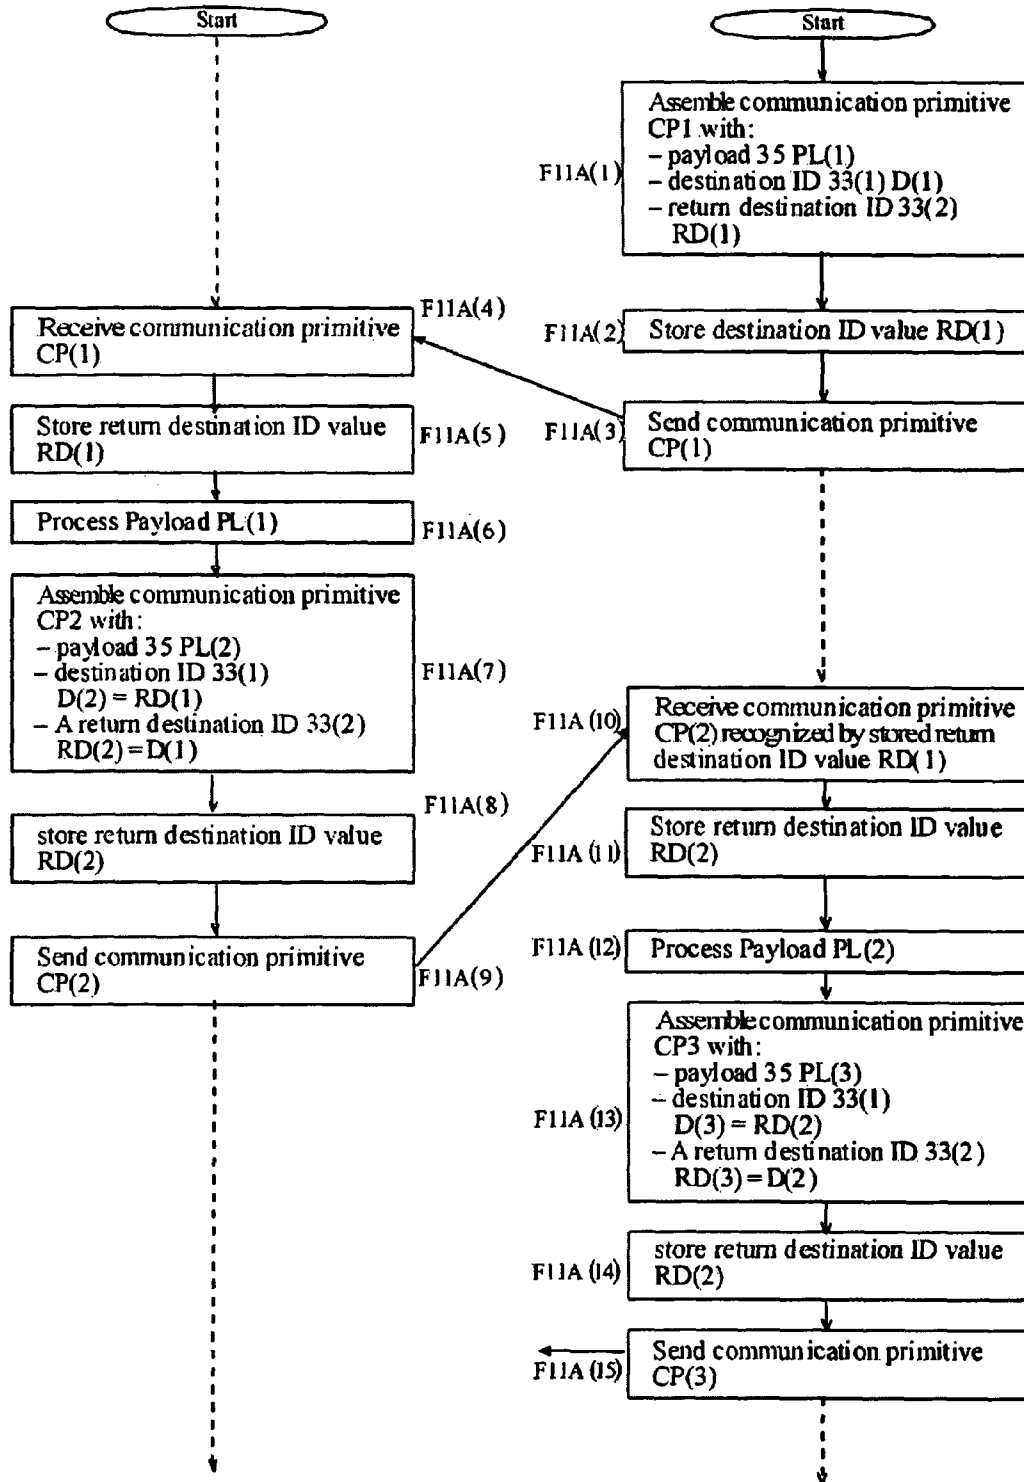 Start
F11A(4)
Receive communication primitive
CP(1)
Store return destination ID value
RD(1)
F11A(5)
Process Payload PL(1)
F11A(6)
Assemble communication primitive
CP2 with:
– payload 35 PL(2)
– destination ID 33(1)
D(2) = RD(1)
– A return destination ID 33(2)
RD(2) = D(1)
F11A(7)
F11A(8)
store return destination ID value
RD(2)
Send communication primitive
CP(2)
F11A(9)
Start
Assemble communication primitive
CP1 with:
– payload 35 PL(1)
– destination ID 33(1) D(1)
– return destination ID 33(2)
RD(1)
F11A(1)
F11A(2)
Store destination ID value RD(1)
F11A(3)
Send communication primitive
CP(1)
F11A (10)
Receive communication primitive
CP(2) recognized by stored return
destination ID value RD(1)
Store return destination ID value
RD(2)
F11A (11)
F11A (12)
Process Payload PL(2)
Assemble communication primitive
CP3 with:
– payload 35 PL(3)
– destination ID 33(1)
D(3) = RD(2)
– A return destination ID 33(2)
RD(3) = D(2)
F11A (13)
store return destination ID value
RD(2)
F11A (14)
Send communication primitive
CP(3)
F11A (15)